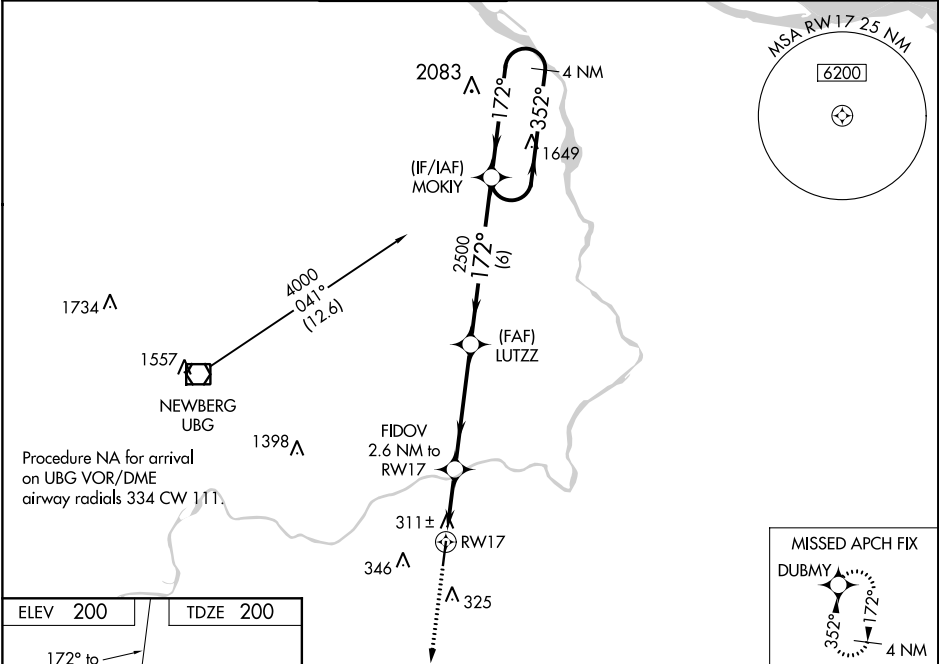 MSA RW17 25 NM
6200
2083
4 NM
172°
352°
1649
(IF/IAF)
MOKIY
2500
172°
(6)
4000
041°
(12.6)
1734
(FAF)
LUTZZ
1557
NEWBERG
UBG
1398
FIDOV
2.6 NM to
RW17
Procedure NA for arrival
on UBG VOR/DME
airway radials 334 CW 111.
311±
RW17
346
325
MISSED APCH FIX
DUBMY
352°
172°
4 NM
ELEV 200
TDZE 200
172° to